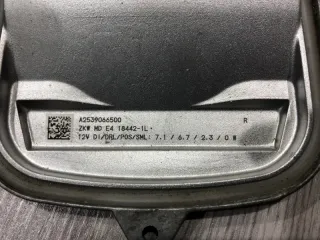 A2539066500 R
ZKW MD E4 18442-1L
12V DI/DRL/POS/SML: 7.1 / 6.7 / 2.3 / 0 W